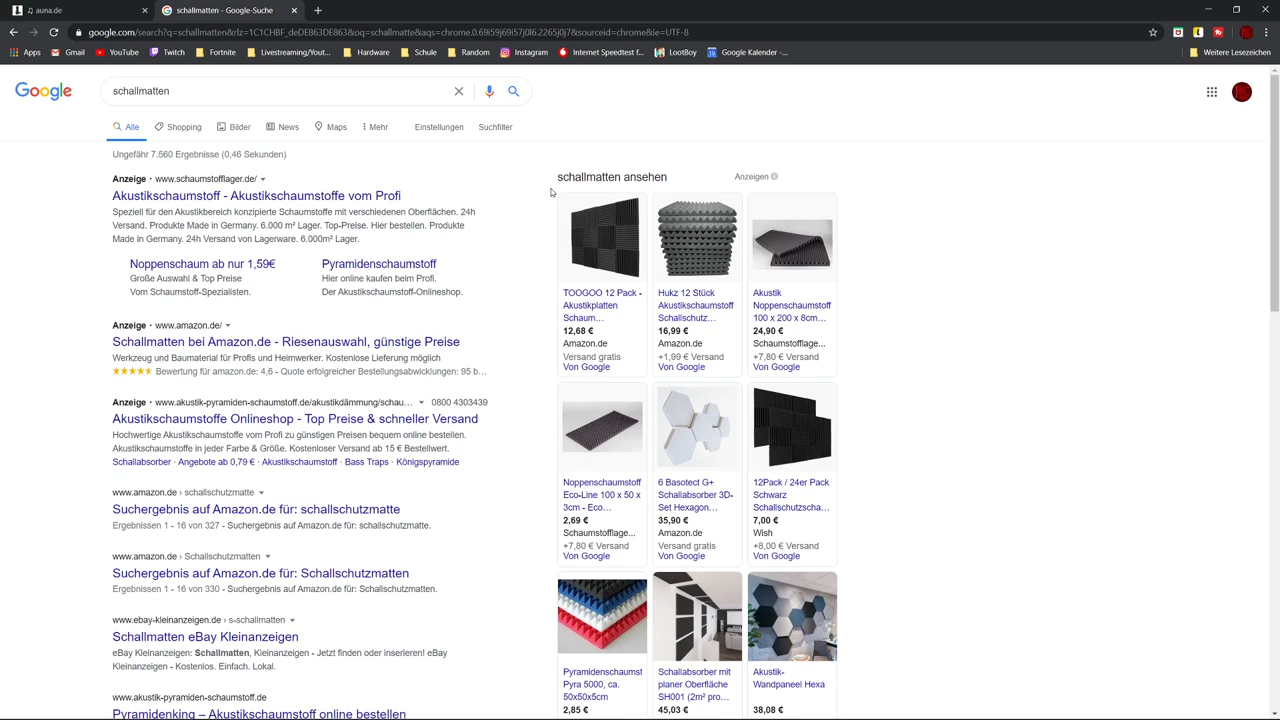 auna.de
schallmatten - Google-Suche
google.com/search?q=schallmatten&rlz=1C1CHBF_deDE863DE863&oq=schallmatte&aqs=chrome.0.69i59j69i57j0l6.2265j0j7&sourceid=chrome&ie=UTF-8
Apps Gmail YouTube Twitch Fortnite Livestreaming/Yout... Hardware Schule Random Instagram Internet Speedtest f... LootBoy Google Kalender -... Weitere Lesezeichen
Google
schallmatten
Alle Shopping Bilder News Maps Mehr Einstellungen Suchfilter
Ungefähr 7.560 Ergebnisse (0,46 Sekunden)
Anzeige · www.schaumstofflager.de/
Akustikschaumstoff - Akustikschaumstoffe vom Profi
Speziell für den Akustikbereich konzipierte Schaumstoffe mit verschiedenen Oberflächen. 24h
Versand. Produkte Made in Germany. 6.000 m² Lager. Top-Preise. Hier bestellen. Produkte
Made in Germany. 24h Versand von Lagerware. 6.000m² Lager.
Noppenschaum ab nur 1,59€
Große Auswahl & Top Preise
Vom Schaumstoff-Spezialisten.
Pyramidenschaumstoff
Hier online kaufen beim Profi.
Der Akustikschaumstoff-Onlineshop.
Anzeige · www.amazon.de/
Schallmatten bei Amazon.de - Riesenauswahl, günstige Preise
Werkzeug und Baumaterial für Profis und Heimwerker. Kostenlose Lieferung möglich
Bewertung für amazon.de: 4,6 - Quote erfolgreicher Bestellungsabwicklungen: 95 b...
Anzeige · www.akustik-pyramiden-schaumstoff.de/akustikdämmung/schau... 0800 4303439
Akustikschaumstoffe Onlineshop - Top Preise & schneller Versand
Hochwertige Akustikschaumstoffe vom Profi zu günstigen Preisen bequem online bestellen.
Akustikschaumstoffe in jeder Farbe & Größe. Kostenloser Versand ab 15 € Bestellwert.
Schallabsorber · Angebote ab 0,79 € · Akustikschaumstoff · Bass Traps · Königspyramide
www.amazon.de › schallschutzmatte
Suchergebnis auf Amazon.de für: schallschutzmatte
Ergebnissen 1 - 16 von 327 - Suchergebnis auf Amazon.de für: schallschutzmatte.
www.amazon.de › Schallschutzmatten
Suchergebnis auf Amazon.de für: Schallschutzmatten
Ergebnissen 1 - 16 von 330 - Suchergebnis auf Amazon.de für: Schallschutzmatten.
www.ebay-kleinanzeigen.de › s-schallmatten
Schallmatten eBay Kleinanzeigen
eBay Kleinanzeigen: Schallmatten, Kleinanzeigen - Jetzt finden oder inserieren! eBay
Kleinanzeigen - Kostenlos. Einfach. Lokal.
www.akustik-pyramiden-schaumstoff.de
Pyramidenking – Akustikschaumstoff online bestellen
schallmatten ansehen
Anzeigen
TOOGOO 12 Pack -
Akustikplatten
Schaum...
12,68 €
Amazon.de
Versand gratis
Von Google
Hukz 12 Stück
Akustikschaumstoff
Schallschutz...
16,99 €
Amazon.de
+1,99 € Versand
Von Google
Akustik
Noppenschaumstoff
100 x 200 x 8cm...
24,90 €
Schaumstofflage...
+7,80 € Versand
Von Google
Noppenschaumstoff
Eco-Line 100 x 50 x
3cm - Eco...
2,69 €
Schaumstofflage...
+7,80 € Versand
Von Google
6 Basotect G+
Schallabsorber 3D-
Set Hexagon...
35,90 €
Amazon.de
Versand gratis
Von Google
12Pack / 24er Pack
Schwarz
Schallschutzscha...
7,00 €
Wish
+8,00 € Versand
Von Google
Pyramidenschaumst
Pyra 5000, ca.
50x50x5cm
2,85 €
Schallabsorber mit
planer Oberfläche
SH001 (2m² pro...
45,03 €
Akustik-
Wandpaneel Hexa
38,08 €